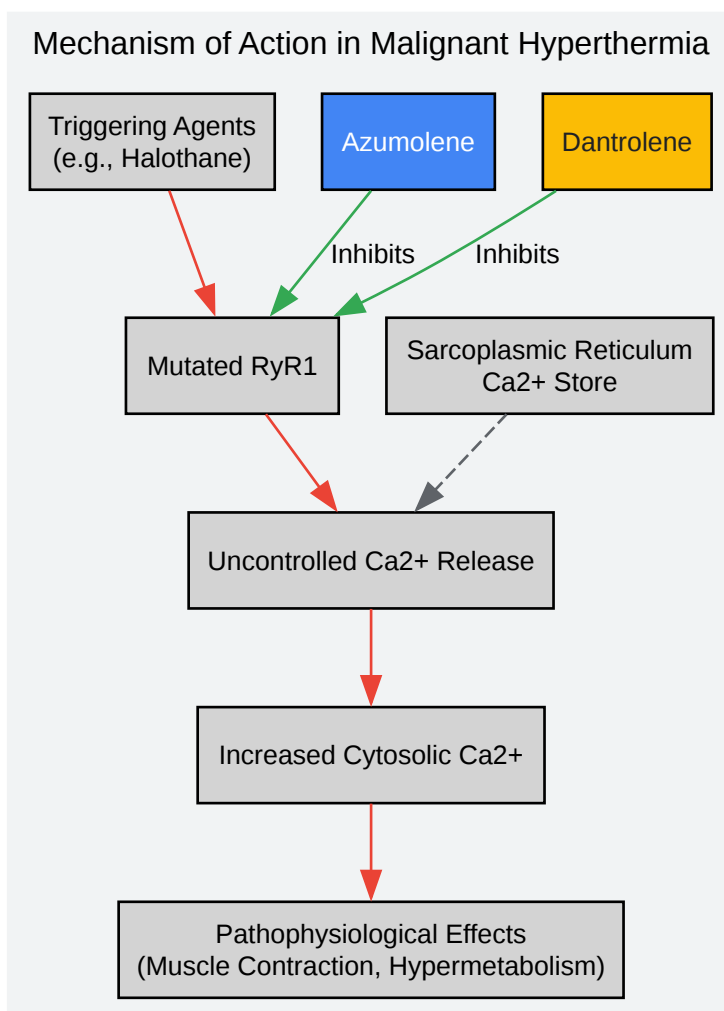 Mechanism of Action in Malignant Hyperthermia
Triggering Agents
(e.g., Halothane)
Azumolene
Dantrolene
Inhibits
Inhibits
Mutated RyR1
Sarcoplasmic Reticulum
Ca2+ Store
Uncontrolled Ca2+ Release
Increased Cytosolic Ca2+
Pathophysiological Effects
(Muscle Contraction, Hypermetabolism)